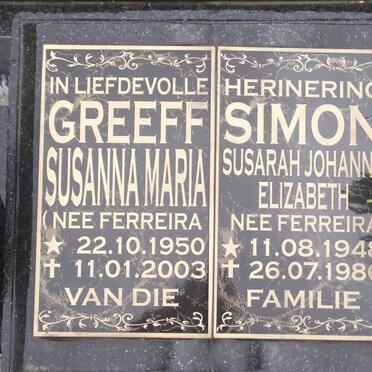 IN LIEFDEVOLLE
GREEFF
SUSANNA MARIA
(NEE FERREIRA
★ 22.10.1950
✝ 11.01.2003
VAN DIE
HERINERING
SIMON
SUSARAH JOHANN
ELIZABETH
NEE FERREIRA
★ 11.08.1948
✝ 26.07.198
FAMILIE